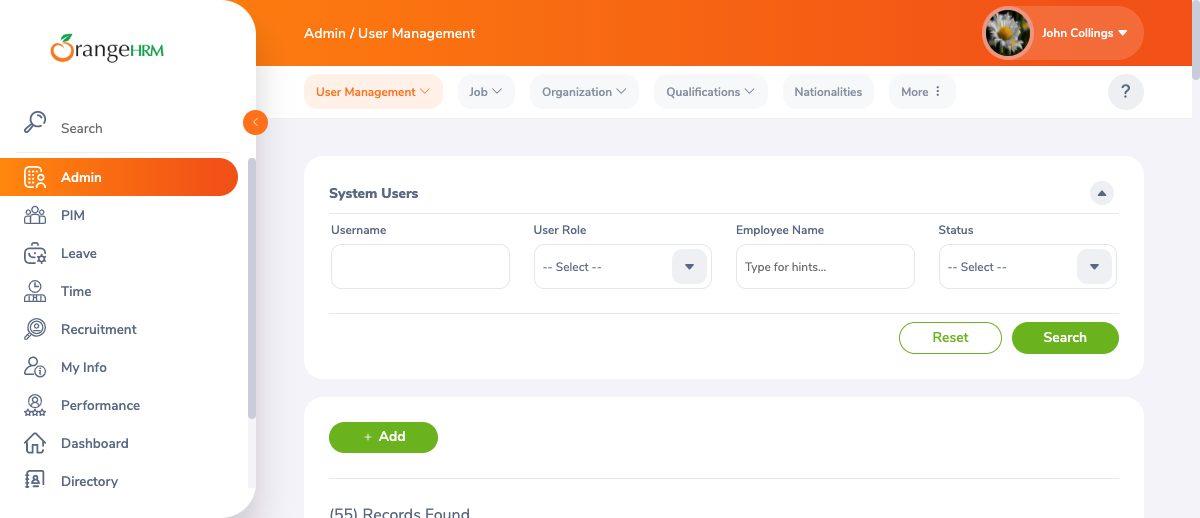 OrangeHRM
Admin / User Management
John Collings
User Management
Job
Organization
Qualifications
Nationalities
More
?
Search
Admin
PIM
Leave
Time
Recruitment
My Info
Performance
Dashboard
Directory
System Users
Username
User Role
Employee Name
Status
-- Select --
Type for hints...
-- Select --
Reset
Search
+ Add
(55) Records Found